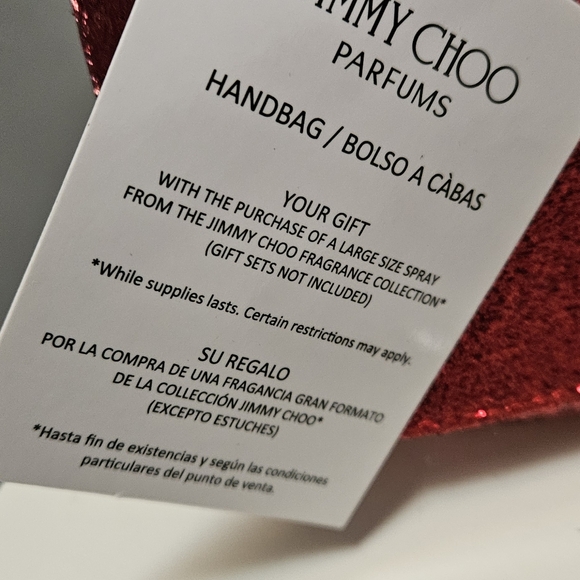 JIMMY CHOO
PARFUMS
HANDBAG / BOLSO A CÀBAS
YOUR GIFT
WITH THE PURCHASE OF A LARGE SIZE SPRAY
FROM THE JIMMY CHOO FRAGRANCE COLLECTION*
(GIFT SETS NOT INCLUDED)
*While supplies lasts. Certain restrictions may apply.
SU REGALO
POR LA COMPRA DE UNA FRAGANCIA GRAN FORMATO
DE LA COLLECCIÓN JIMMY CHOO*
(EXCEPTO ESTUCHES)
*Hasta fin de existencias y según las condiciones
particulares del punto de venta.